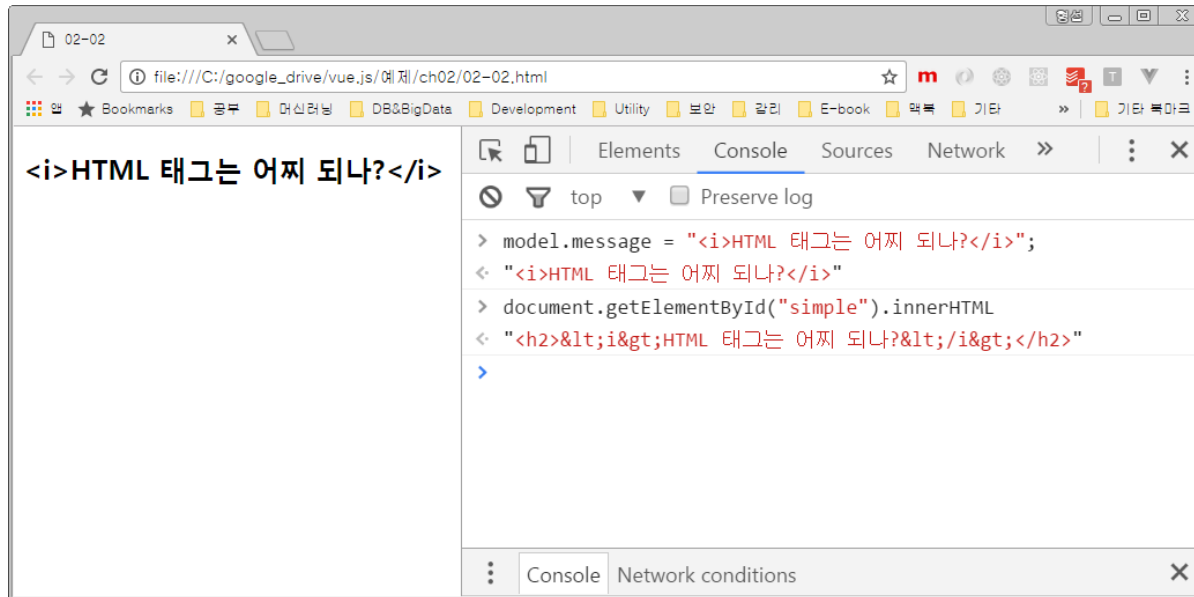 원선
02-02
file:///C:/google_drive/vue.js/예제/ch02/02-02.html
앱 Bookmarks 공부 머신러닝 DB&BigData Development Utility 보안 갈리 E-book 맥북 기타 » 기타 북마크
<i>HTML 태그는 어찌 되나?</i>
Elements Console Sources Network »
top Preserve log
> model.message = "<i>HTML 태그는 어찌 되나?</i>";
"<i>HTML 태그는 어찌 되나?</i>"
> document.getElementById("simple").innerHTML
"<h2>&lt;i&gt;HTML 태그는 어찌 되나?&lt;/i&gt;</h2>"
>
Console Network conditions